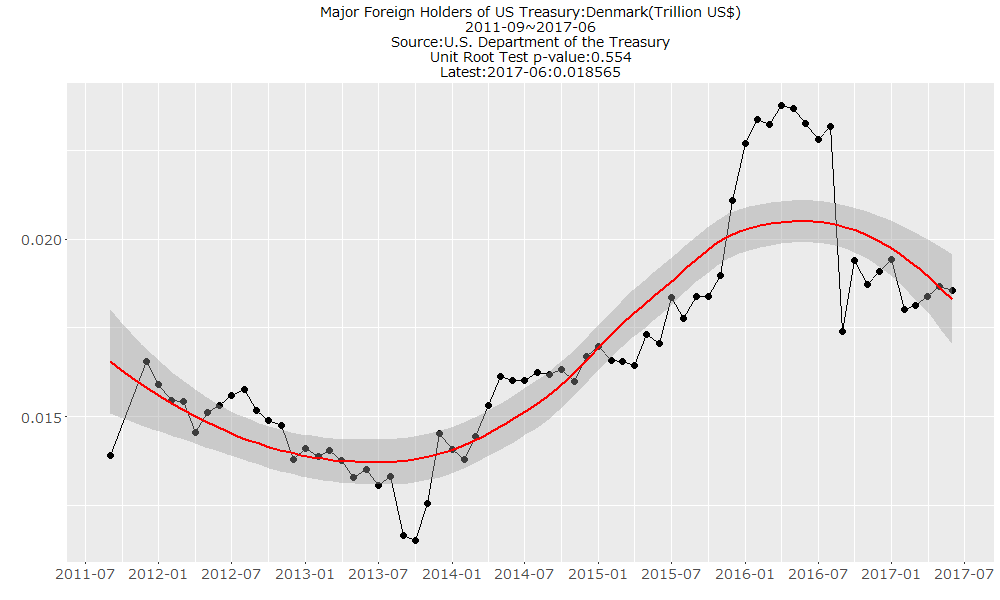 Major Foreign Holders of US Treasury:Denmark(Trillion US$)
2011-09~2017-06
Source:U.S. Department of the Treasury
Unit Root Test p-value:0.554
Latest:2017-06:0.018565
0.020
0.015
2011-07 2012-01 2012-07 2013-01 2013-07 2014-01 2014-07 2015-01 2015-07 2016-01 2016-07 2017-01 2017-07